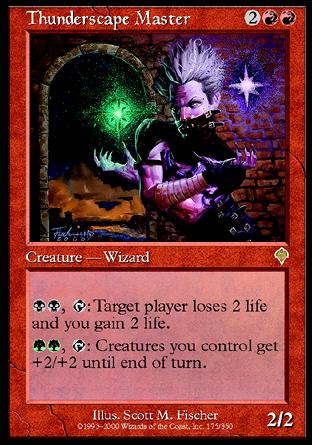 Thunderscape Master 2
Creature — Wizard
, : Target player loses 2 life
and you gain 2 life.
, : Creatures you control get
+2/+2 until end of turn.
Illus. Scott M. Fischer
©1993-2000 Wizards of the Coast, Inc. 175/350
2/2